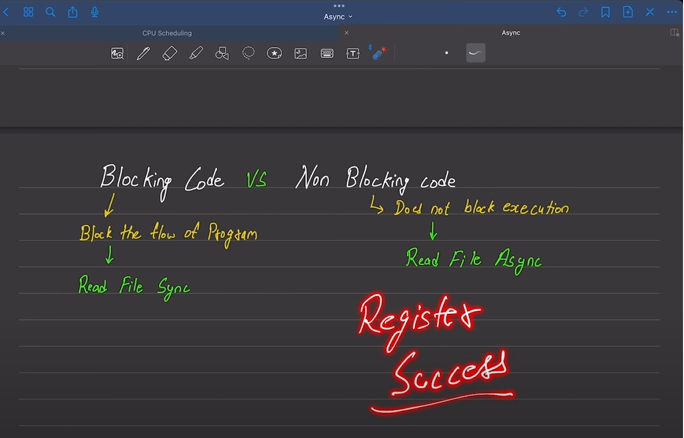 Async
CPU Scheduling
Async
Blocking Code VS Non Blocking code
Block the flow of Program
Read File Sync
Does not block execution
Read File Async
Register
Success